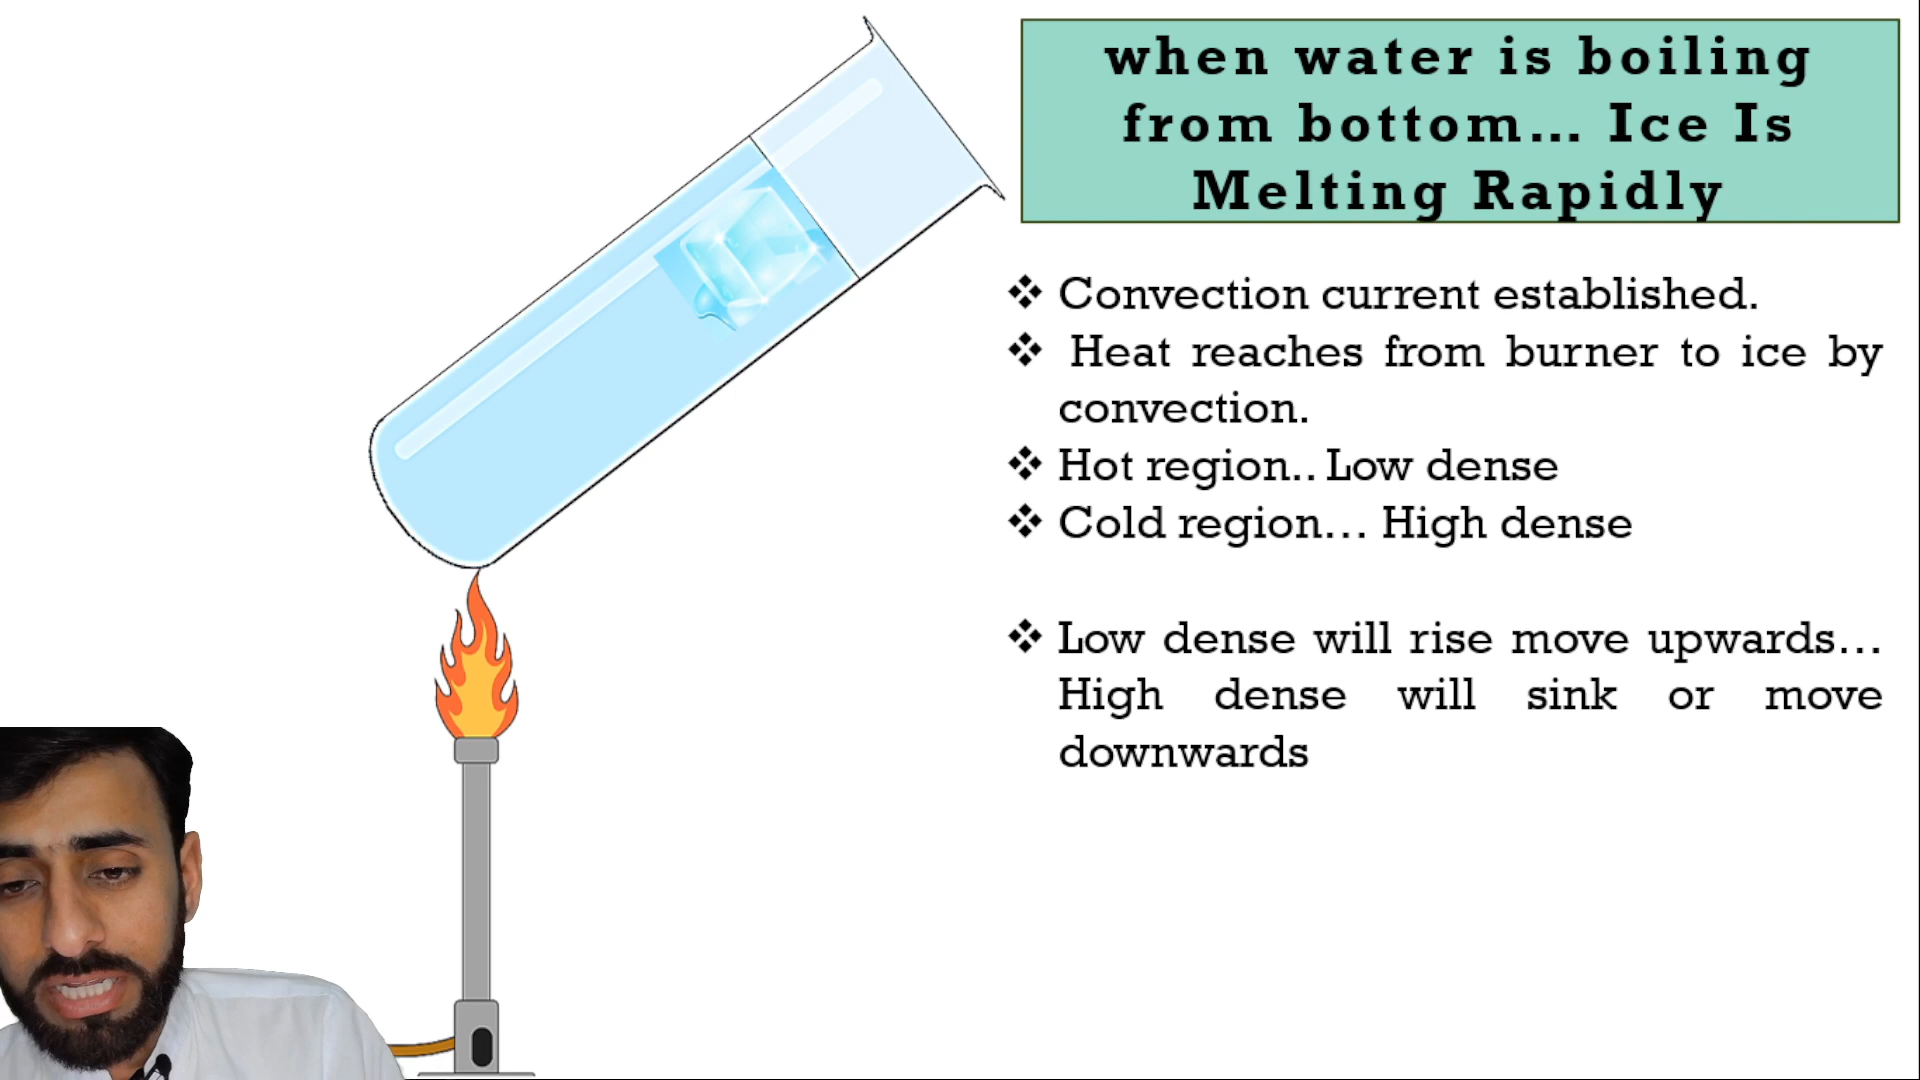 when water is boiling
from bottom... Ice Is
Melting Rapidly
❖ Convection current established.
❖ Heat reaches from burner to ice by
convection.
❖ Hot region.. Low dense
❖ Cold region... High dense
❖ Low dense will rise move upwards...
High dense will sink or move
downwards